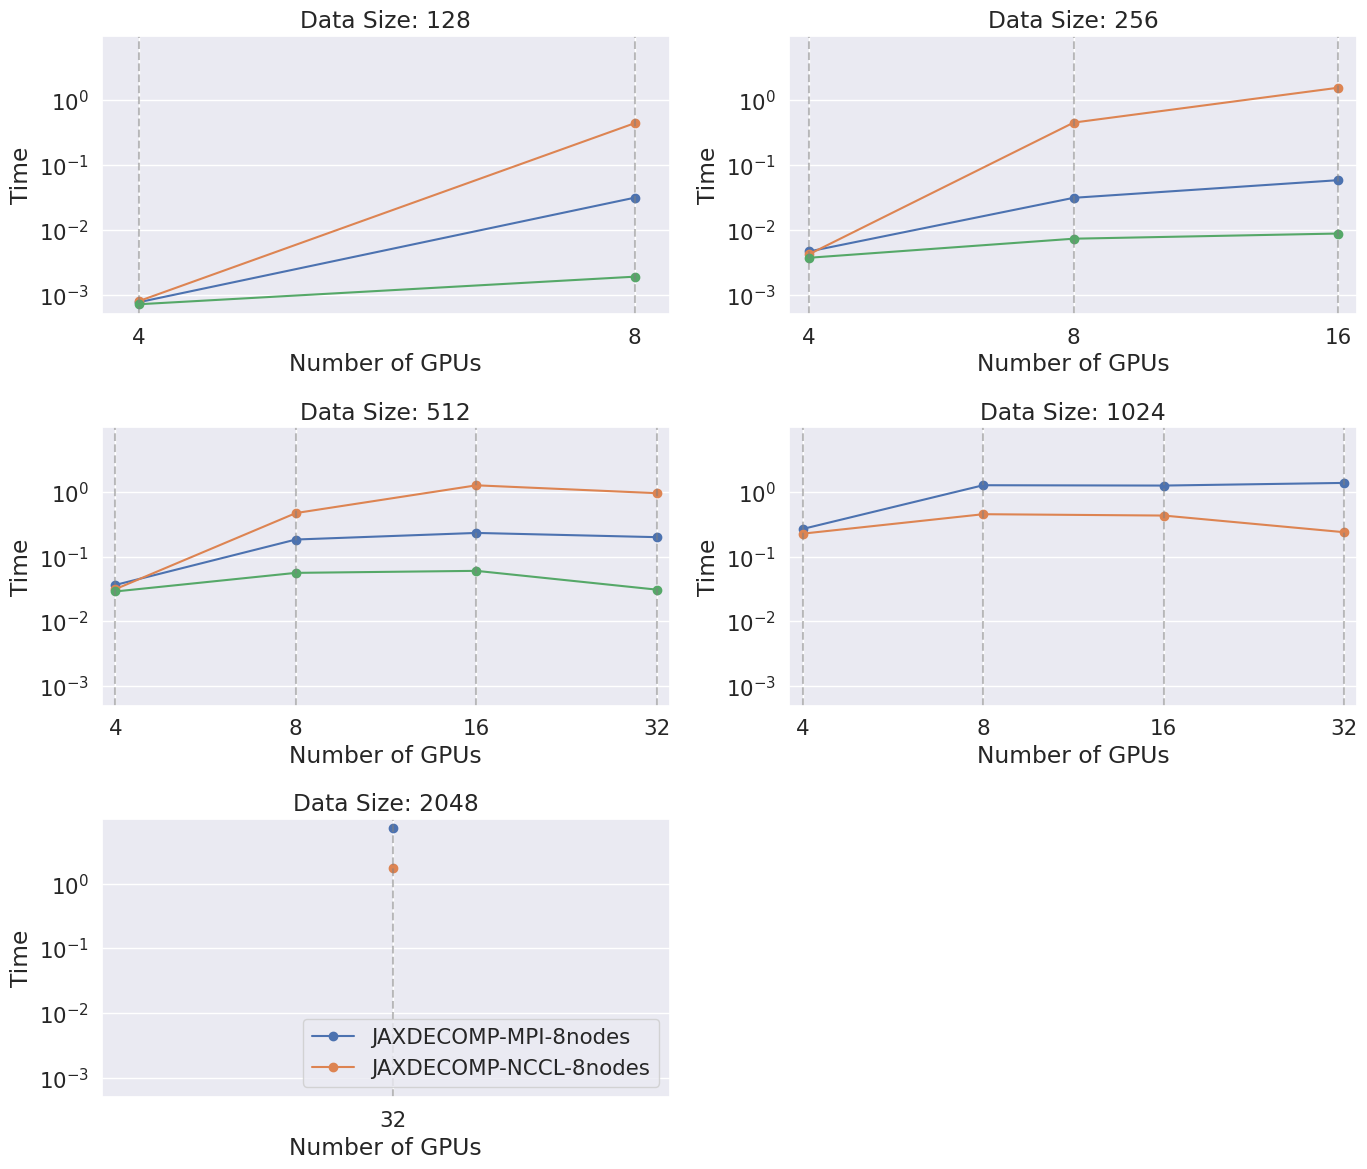 Data Size: 128
Time
10^0
10^-1
10^-2
10^-3
4 8
Number of GPUs
Data Size: 256
Time
10^0
10^-1
10^-2
10^-3
4 8 16
Number of GPUs
Data Size: 512
Time
10^0
10^-1
10^-2
10^-3
4 8 16 32
Number of GPUs
Data Size: 1024
Time
10^0
10^-1
10^-2
10^-3
4 8 16 32
Number of GPUs
Data Size: 2048
Time
10^0
10^-1
10^-2
10^-3
JAXDECOMP-MPI-8nodes
JAXDECOMP-NCCL-8nodes
32
Number of GPUs